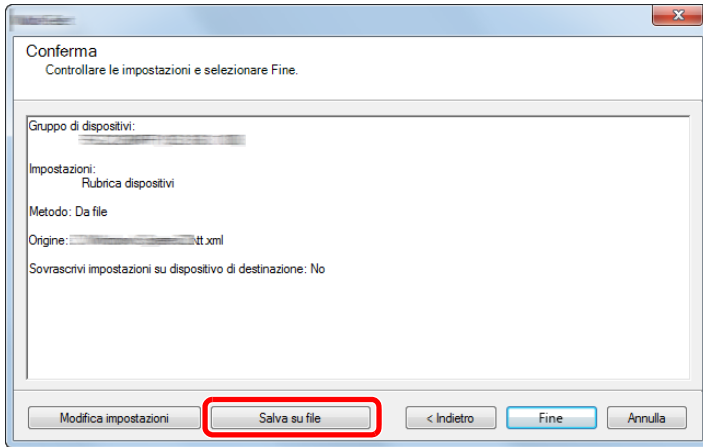 Conferma
Controllare le impostazioni e selezionare Fine.
Gruppo di dispositivi:
Impostazioni:
Rubrica dispositivi
Metodo: Da file
Origine: \tt.xml
Sovrascrivi impostazioni su dispositivo di destinazione: No
Modifica impostazioni
Salva su file
< Indietro
Fine
Annulla